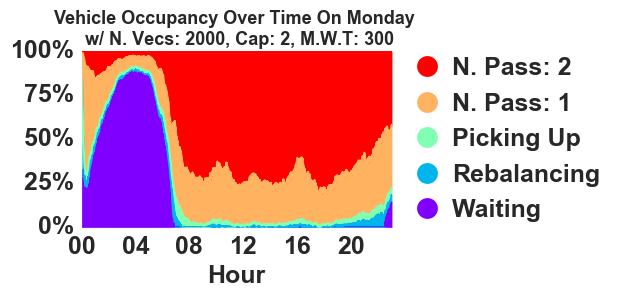 Vehicle Occupancy Over Time On Monday
w/ N. Vecs: 2000, Cap: 2, M.W.T: 300
100%
75%
50%
25%
0%
00 04 08 12 16 20
Hour
N. Pass: 2
N. Pass: 1
Picking Up
Rebalancing
Waiting